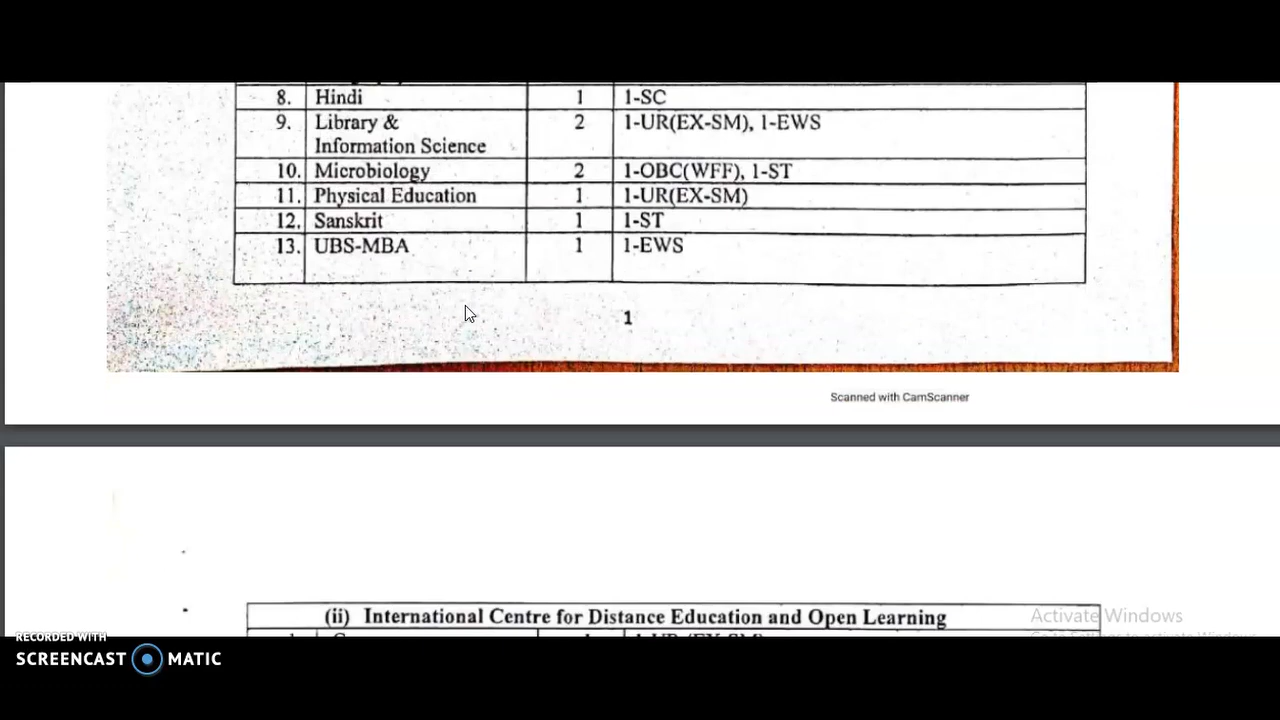 8. Hindi 1 1-SC
9. Library & 2 1-UR(EX-SM), 1-EWS
Information Science
10. Microbiology 2 1-OBC(WFF), 1-ST
11. Physical Education 1 1-UR(EX-SM)
12. Sanskrit 1 1-ST
13. UBS-MBA 1 1-EWS
1
Scanned with CamScanner
(ii) International Centre for Distance Education and Open Learning
Activate Windows
RECORDED WITH
SCREENCAST MATIC